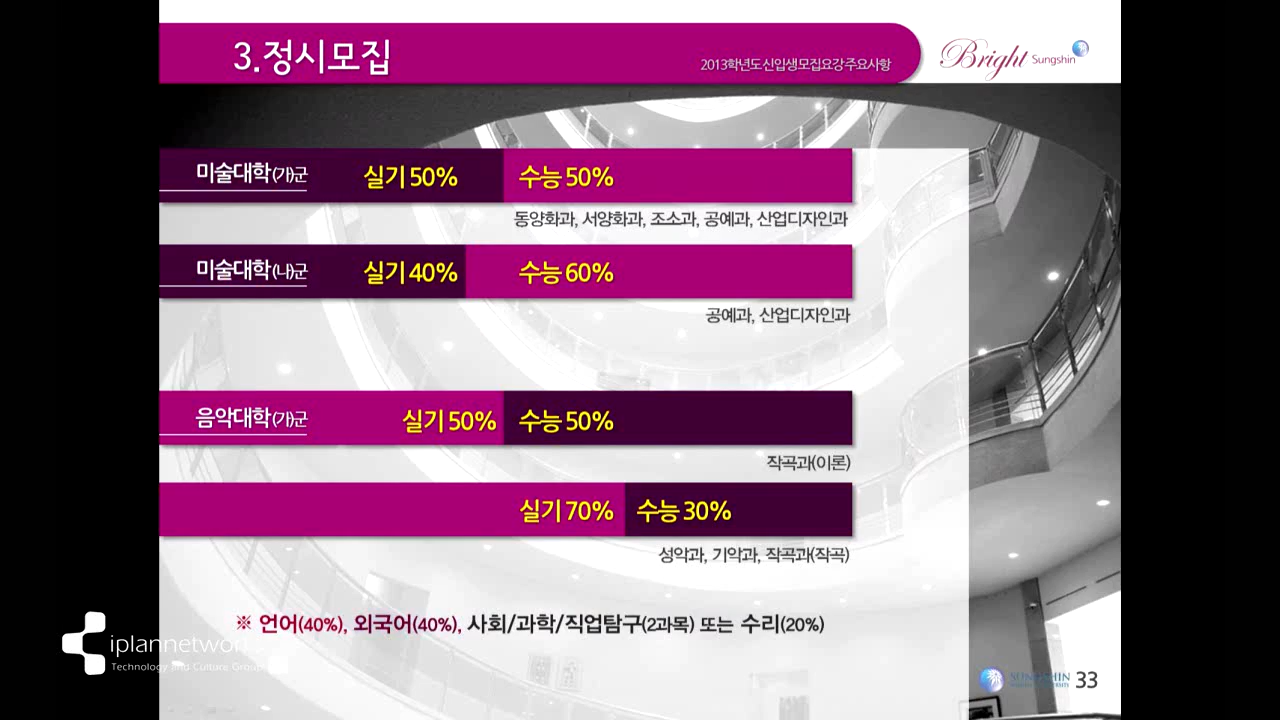 3.정시모집
2013학년도 신입생모집요강 주요사항
Bright Sungshin
미술대학(가)군 실기 50% 수능 50%
동양화과, 서양화과, 조소과, 공예과, 산업디자인과
미술대학(나)군 실기 40% 수능 60%
공예과, 산업디자인과
음악대학(가)군 실기 50% 수능 50%
작곡과(이론)
실기 70% 수능 30%
성악과, 기악과, 작곡과(작곡)
※ 언어(40%), 외국어(40%), 사회/과학/직업탐구(2과목) 또는 수리(20%)
iplannetwork
Technology and Culture Group
SUNGSHIN
33